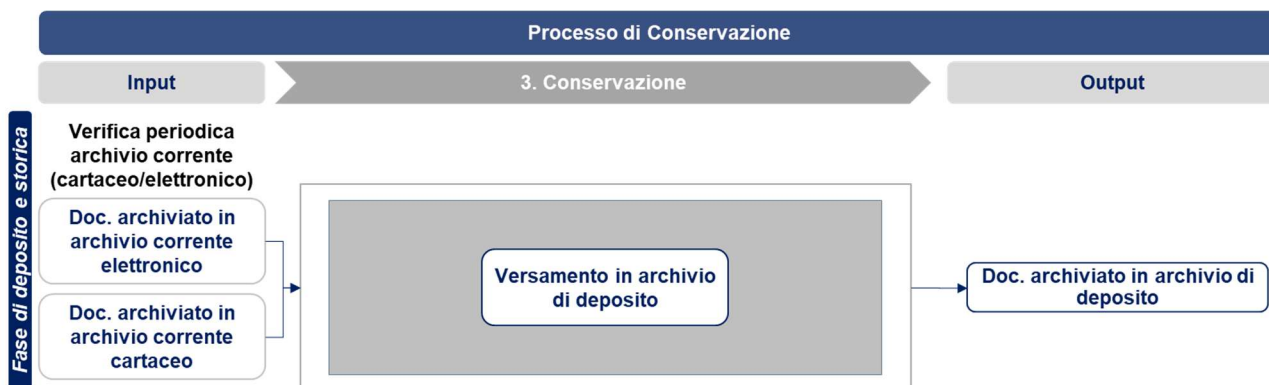 Processo di Conservazione
Input
3. Conservazione
Output
Fase di deposito e storica
Verifica periodica
archivio corrente
(cartaceo/elettronico)
Doc. archiviato in
archivio corrente
elettronico
Doc. archiviato in
archivio corrente
cartaceo
Versamento in archivio
di deposito
Doc. archiviato in archivio di
deposito